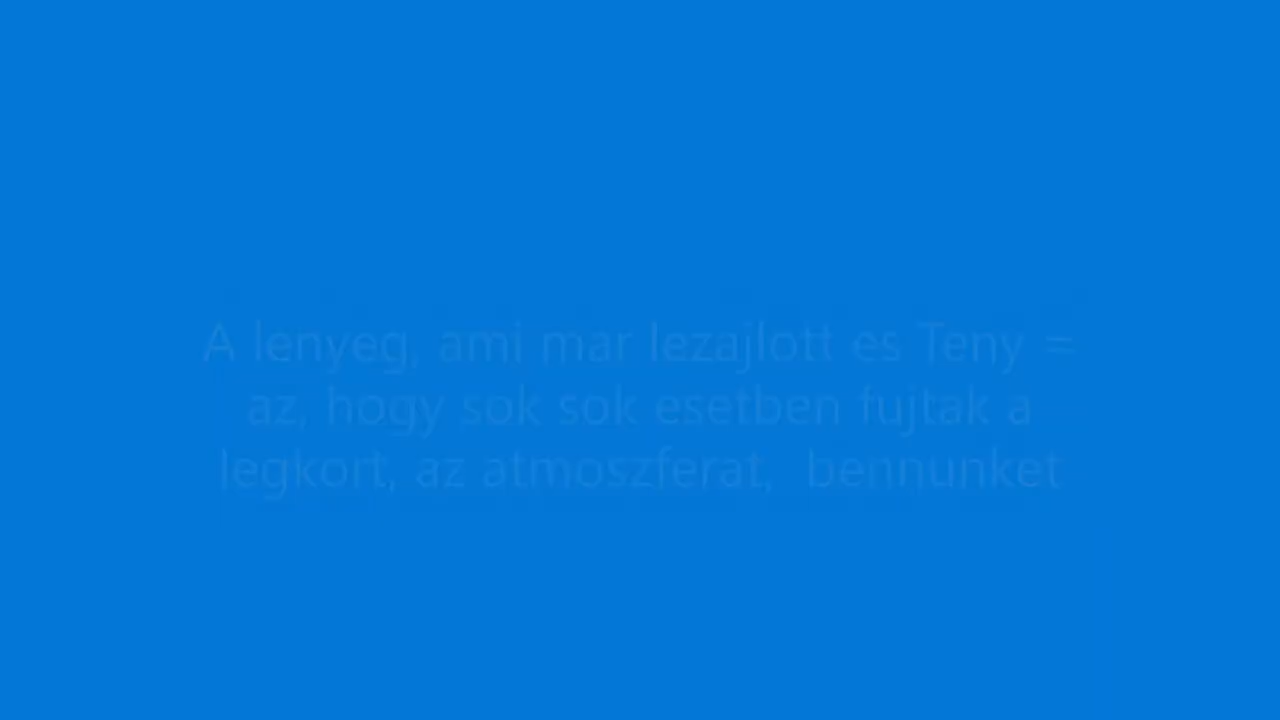 A lenyeg, ami mar lezajlott es Teny =
az, hogy sok sok esetben fujtak a
legkort, az atmoszferat,  bennunket